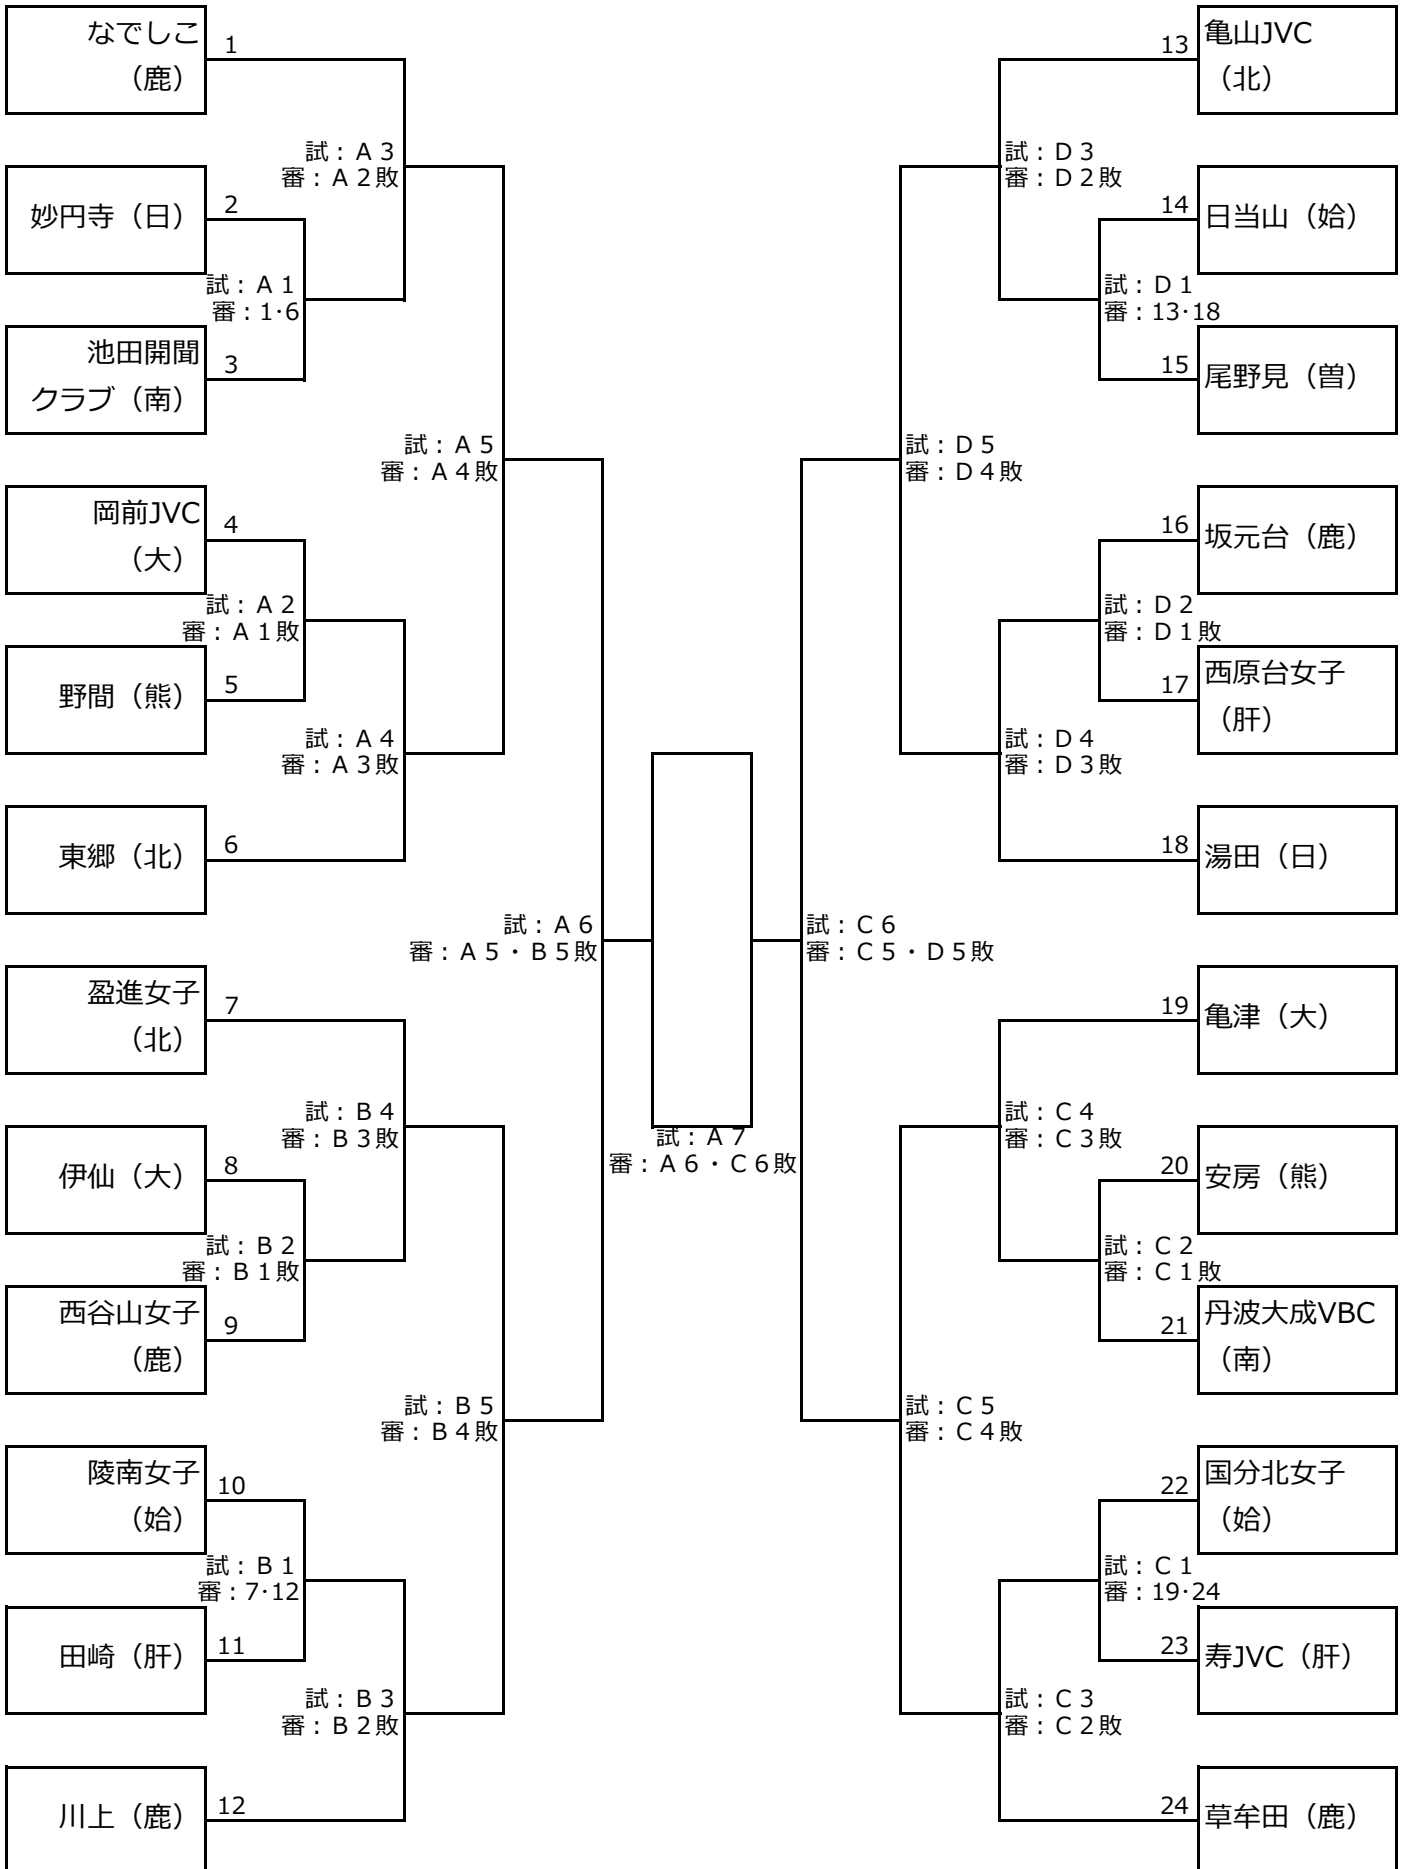 なでしこ
（鹿）
1
試：Ａ３
審：Ａ２敗
妙円寺（日）
2
試：Ａ１
審：1･6
池田開聞
クラブ（南）
3
試：Ａ５
審：Ａ４敗
岡前JVC
（大）
4
試：Ａ２
審：Ａ１敗
野間（熊）
5
試：Ａ４
審：Ａ３敗
東郷（北）
6
試：Ａ６
審：Ａ５・Ｂ５敗
盈進女子
（北）
7
試：Ｂ４
審：Ｂ３敗
伊仙（大）
8
試：Ｂ２
審：Ｂ１敗
西谷山女子
（鹿）
9
試：Ｂ５
審：Ｂ４敗
陵南女子
（姶）
10
試：Ｂ１
審：7･12
田崎（肝）
11
試：Ｂ３
審：Ｂ２敗
川上（鹿）
12
試：Ａ７
審：Ａ６・Ｃ６敗
13
亀山JVC
（北）
試：Ｄ３
審：Ｄ２敗
14
日当山（姶）
試：Ｄ１
審：13･18
15
尾野見（曽）
試：Ｄ５
審：Ｄ４敗
16
坂元台（鹿）
試：Ｄ２
審：Ｄ１敗
17
西原台女子
（肝）
試：Ｄ４
審：Ｄ３敗
18
湯田（日）
試：Ｃ６
審：Ｃ５・Ｄ５敗
19
亀津（大）
試：Ｃ４
審：Ｃ３敗
20
安房（熊）
試：Ｃ２
審：Ｃ１敗
21
丹波大成VBC
（南）
試：Ｃ５
審：Ｃ４敗
22
国分北女子
（姶）
試：Ｃ１
審：19･24
23
寿JVC（肝）
試：Ｃ３
審：Ｃ２敗
24
草牟田（鹿）